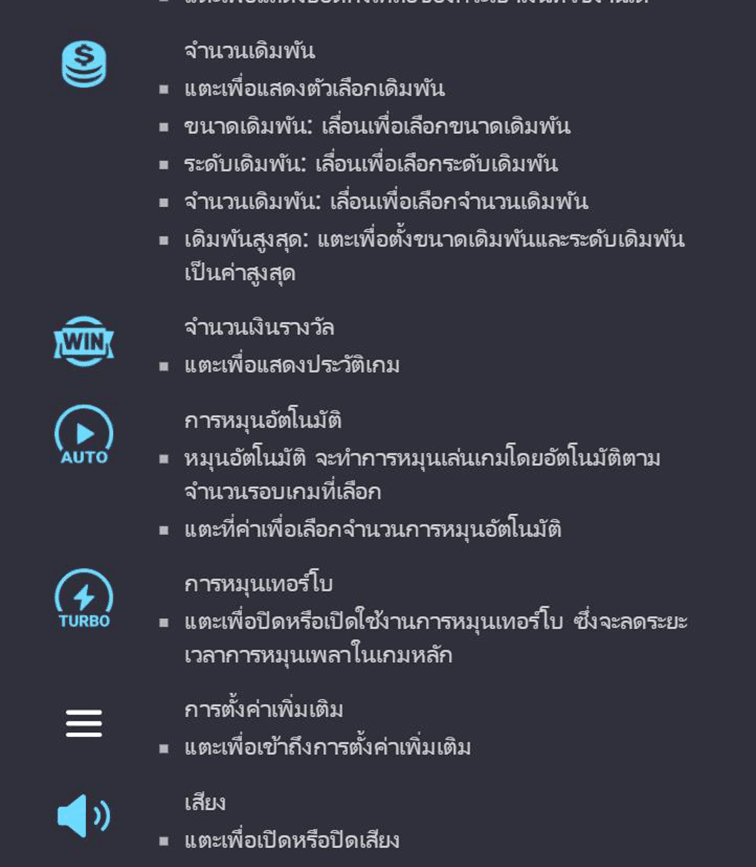 จำนวนเดิมพัน
แตะเพื่อแสดงตัวเลือกเดิมพัน
ขนาดเดิมพัน: เลื่อนเพื่อเลือกขนาดเดิมพัน
ระดับเดิมพัน: เลื่อนเพื่อเลือกระดับเดิมพัน
จำนวนเดิมพัน: เลื่อนเพื่อเลือกจำนวนเดิมพัน
เดิมพันสูงสุด: แตะเพื่อตั้งขนาดเดิมพันและระดับเดิมพัน
เป็นค่าสูงสุด
WIN
จำนวนเงินรางวัล
แตะเพื่อแสดงประวัติเกม
AUTO
การหมุนอัตโนมัติ
หมุนอัตโนมัติ จะทำการหมุนเล่นเกมโดยอัตโนมัติตาม
จำนวนรอบเกมที่เลือก
แตะที่ค่าเพื่อเลือกจำนวนการหมุนอัตโนมัติ
TURBO
การหมุนเทอร์โบ
แตะเพื่อปิดหรือเปิดใช้งานการหมุนเทอร์โบ ซึ่งจะลดระยะ
เวลาการหมุนเพลาในเกมหลัก
การตั้งค่าเพิ่มเติม
แตะเพื่อเข้าถึงการตั้งค่าเพิ่มเติม
เสียง
แตะเพื่อเปิดหรือปิดเสียง